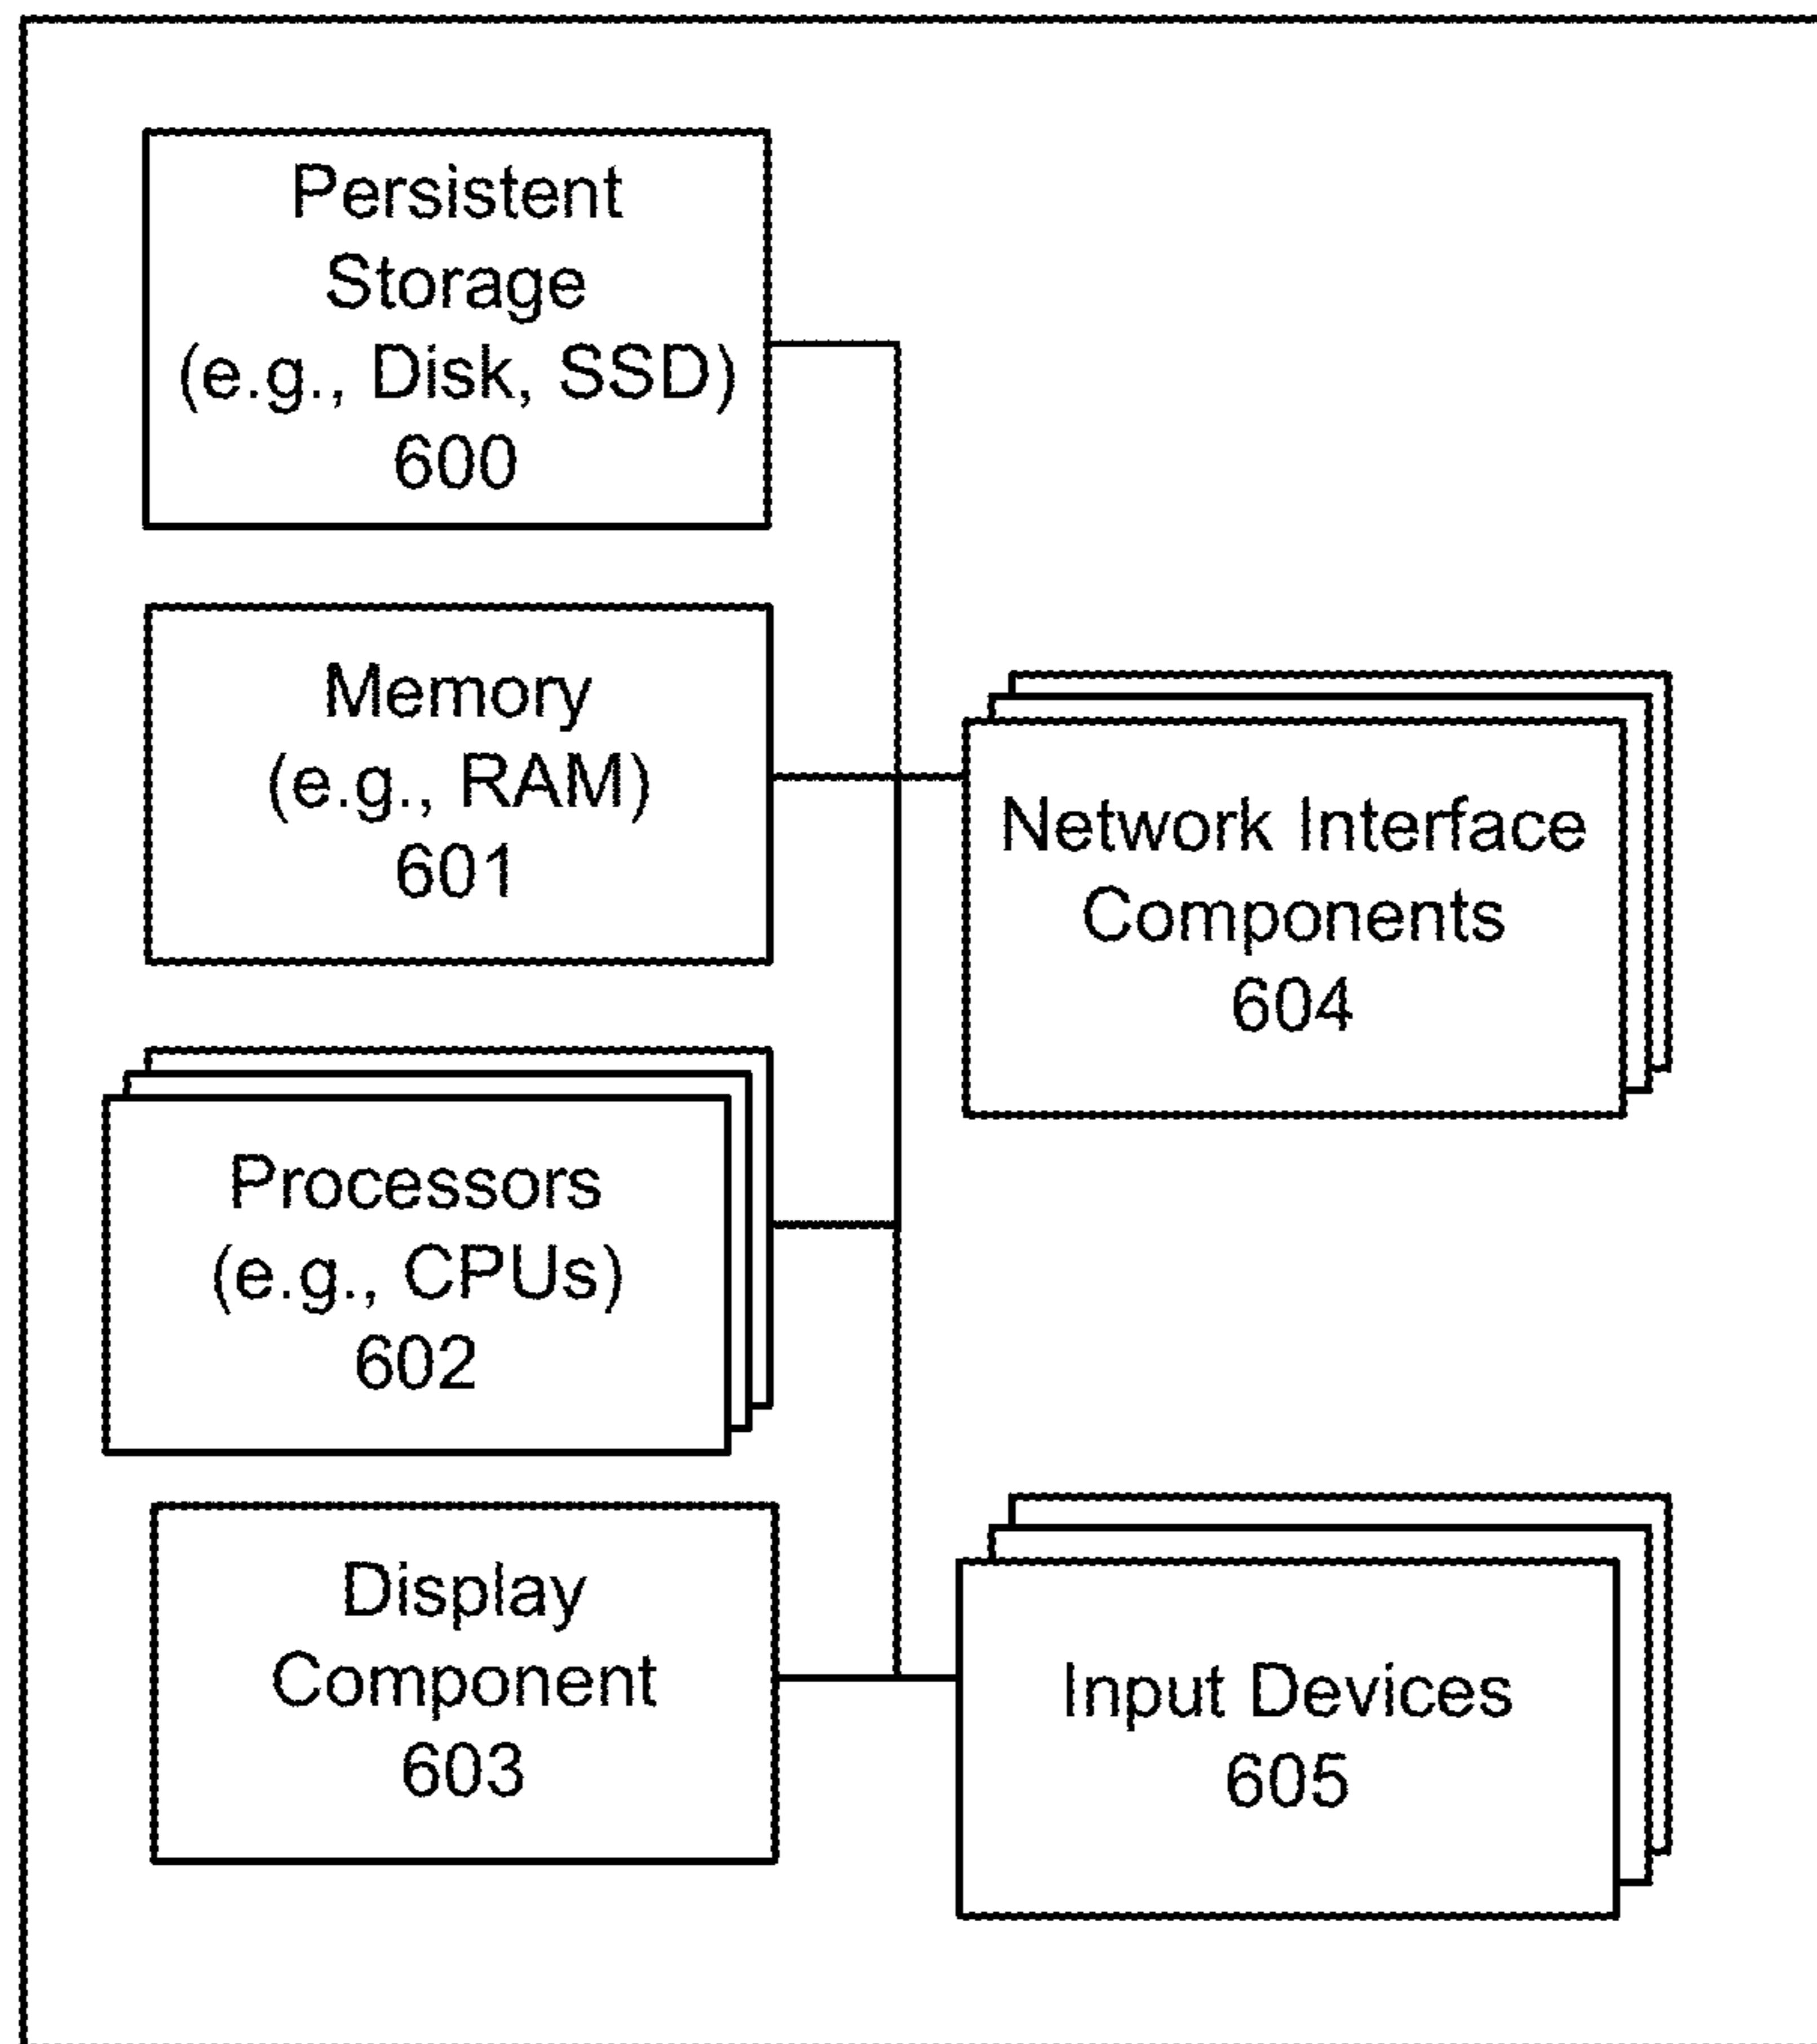 Persistent
Storage
(e.g., Disk, SSD)
600
Memory
(e.g., RAM)
601
Network Interface
Components
604
Processors
(e.g., CPUs)
602
Display
Component
603
Input Devices
605